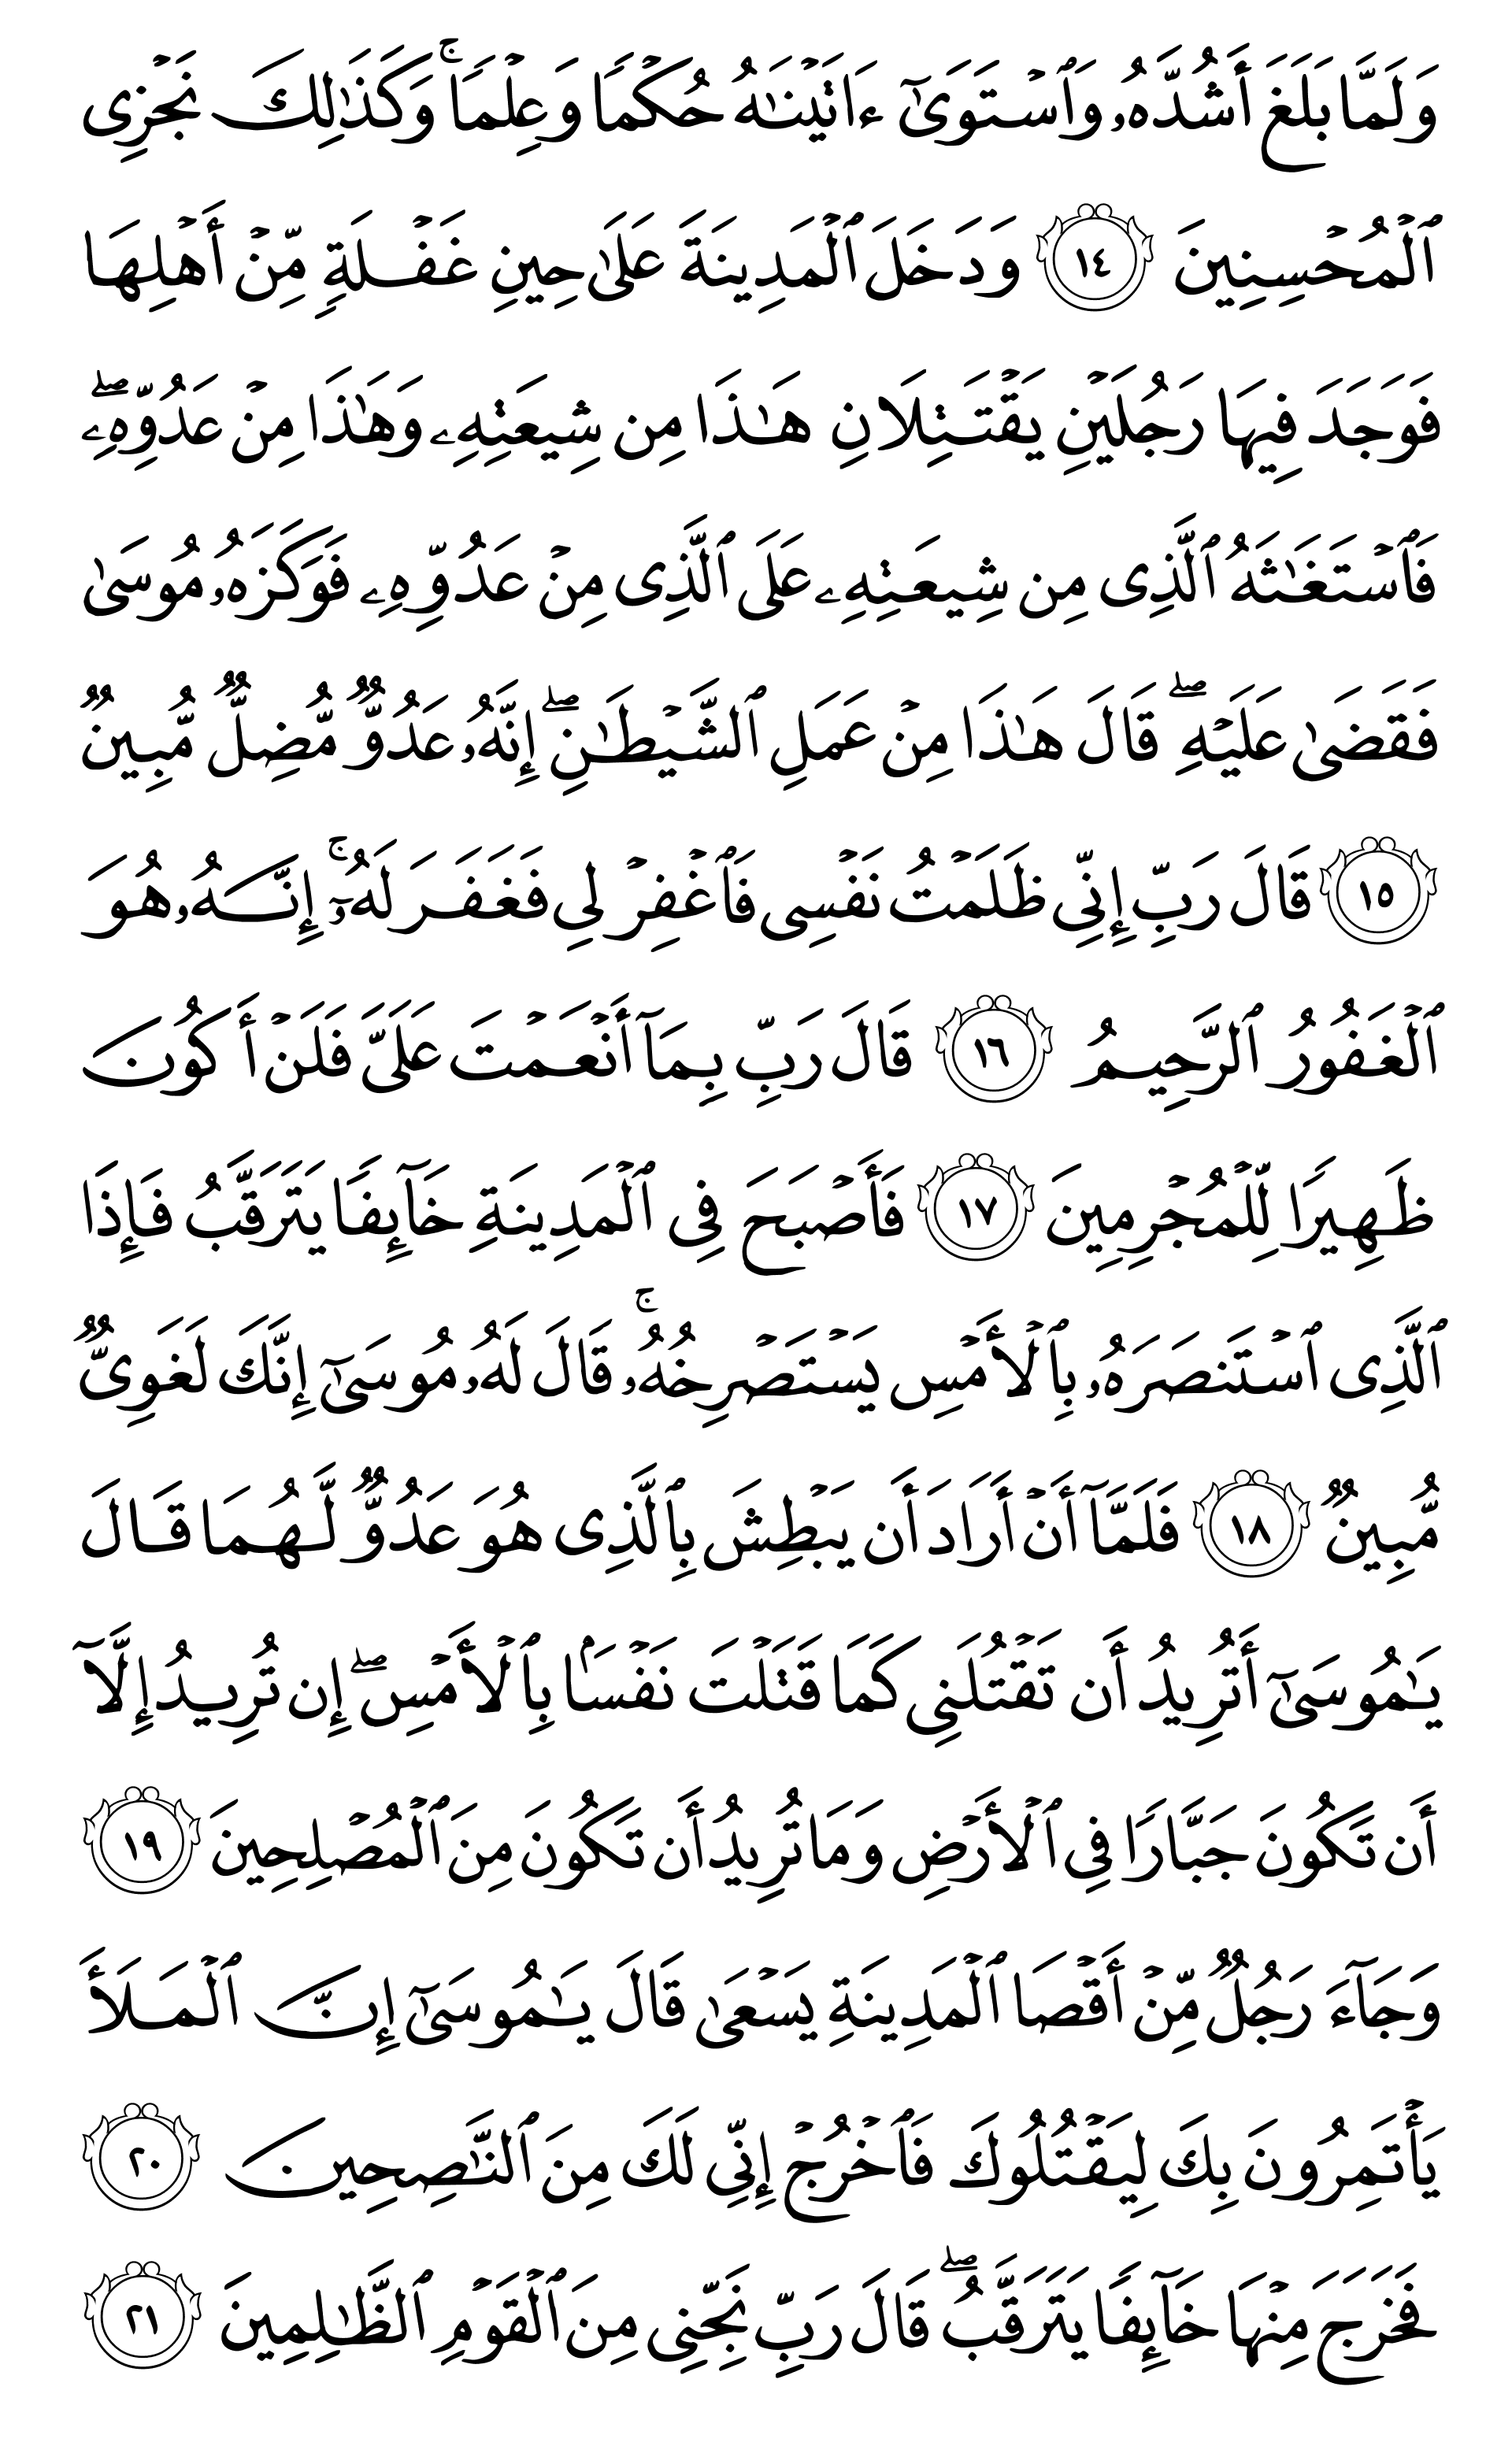 وَلَمَّا بَلَغَ أَشُدَّهُۥ وَٱسْتَوَىٰٓ ءَاتَيْنَٰهُ حُكْمًا وَعِلْمًا ۚ وَكَذَٰلِكَ نَجْزِى
ٱلْمُحْسِنِينَ ١٤ وَدَخَلَ ٱلْمَدِينَةَ عَلَىٰ حِينِ غَفْلَةٍ مِّنْ أَهْلِهَا
فَوَجَدَ فِيهَا رَجُلَيْنِ يَقْتَتِلَانِ هَٰذَا مِن شِيعَتِهِۦ وَهَٰذَا مِنْ عَدُوِّهِۦ ۖ
فَٱسْتَغَٰثَهُ ٱلَّذِى مِن شِيعَتِهِۦ عَلَى ٱلَّذِى مِنْ عَدُوِّهِۦ فَوَكَزَهُۥ مُوسَىٰ
فَقَضَىٰ عَلَيْهِ ۖ قَالَ هَٰذَا مِنْ عَمَلِ ٱلشَّيْطَٰنِ ۖ إِنَّهُۥ عَدُوٌّ مُّضِلٌّ مُّبِينٌ
١٥ قَالَ رَبِّ إِنِّى ظَلَمْتُ نَفْسِى فَٱغْفِرْ لِى فَغَفَرَ لَهُۥٓ ۚ إِنَّهُۥ هُوَ
ٱلْغَفُورُ ٱلرَّحِيمُ ١٦ قَالَ رَبِّ بِمَآ أَنْعَمْتَ عَلَىَّ فَلَنْ أَكُونَ
ظَهِيرًا لِّلْمُجْرِمِينَ ١٧ فَأَصْبَحَ فِى ٱلْمَدِينَةِ خَآئِفًا يَتَرَقَّبُ فَإِذَا
ٱلَّذِى ٱسْتَنصَرَهُۥ بِٱلْأَمْسِ يَسْتَصْرِخُهُۥ ۚ قَالَ لَهُۥ مُوسَىٰٓ إِنَّكَ لَغَوِىٌّ
مُّبِينٌ ١٨ فَلَمَّآ أَنْ أَرَادَ أَن يَبْطِشَ بِٱلَّذِى هُوَ عَدُوٌّ لَّهُمَا قَالَ
يَٰمُوسَىٰٓ أَتُرِيدُ أَن تَقْتُلَنِى كَمَا قَتَلْتَ نَفْسًۢا بِٱلْأَمْسِ ۖ إِن تُرِيدُ إِلَّآ
أَن تَكُونَ جَبَّارًا فِى ٱلْأَرْضِ وَمَا تُرِيدُ أَن تَكُونَ مِنَ ٱلْمُصْلِحِينَ ١٩
وَجَآءَ رَجُلٌ مِّنْ أَقْصَا ٱلْمَدِينَةِ يَسْعَىٰ قَالَ يَٰمُوسَىٰٓ إِنَّ ٱلْمَلَأَ
يَأْتَمِرُونَ بِكَ لِيَقْتُلُوكَ فَٱخْرُجْ إِنِّى لَكَ مِنَ ٱلنَّٰصِحِينَ ٢٠
فَخَرَجَ مِنْهَا خَآئِفًا يَتَرَقَّبُ ۖ قَالَ رَبِّ نَجِّنِى مِنَ ٱلْقَوْمِ ٱلظَّٰلِمِينَ ٢١